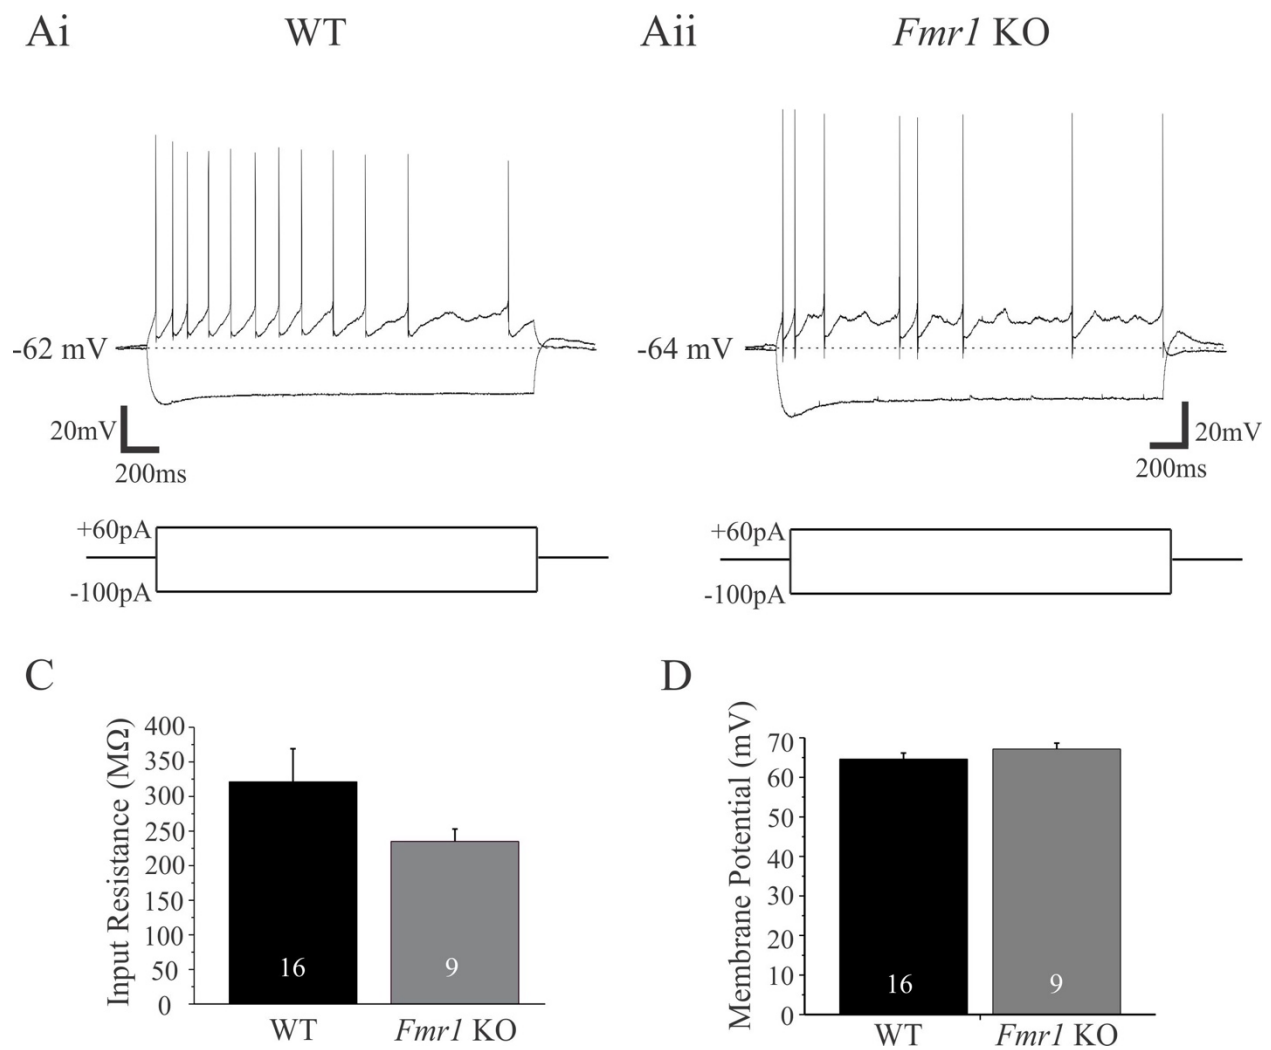 Ai WT
Aii Fmr1 KO
-62 mV
20mV
200ms
-64 mV
20mV
200ms
+60pA
-100pA
+60pA
-100pA
C
Input Resistance (MΩ)
400
350
300
250
200
150
100
50
0
16
9
WT
Fmr1 KO
D
Membrane Potential (mV)
70
60
50
40
30
20
10
0
16
9
WT
Fmr1 KO